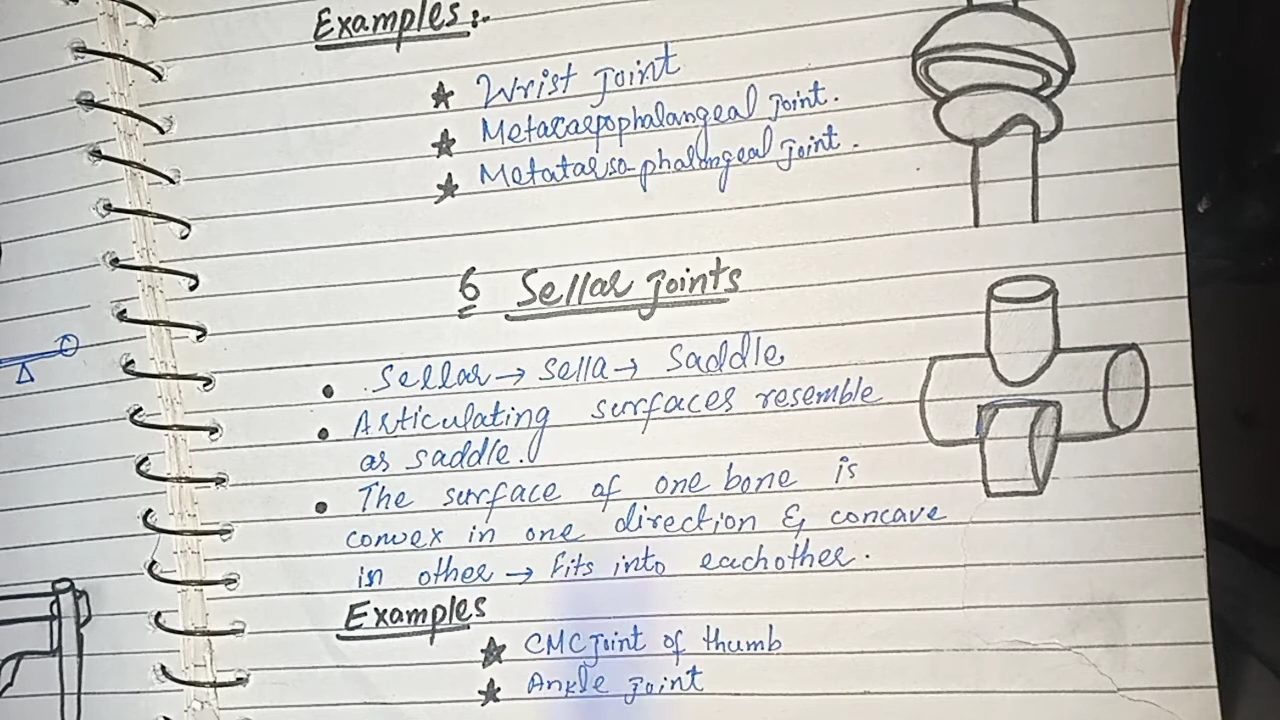 Examples:-
★ Wrist joint
★ Metacarpophalangeal joint.
★ Metatarso-phalangeal joint.
6 Sellar joints
• Sellar → sella → saddle
• Articulating surfaces resemble
as saddle.
• The surface of one bone is
convex in one direction & concave
in other → fits into eachother.
Examples
★ CMC joint of thumb
★ Ankle joint